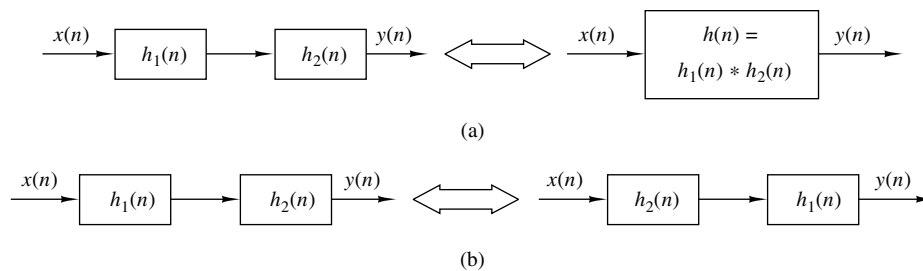 x(n) h₁(n) h₂(n) y(n) x(n) h(n) = y(n)
h₁(n) * h₂(n)
(a)
x(n) h₁(n) h₂(n) y(n) x(n) h₂(n) h₁(n) y(n)
(b)